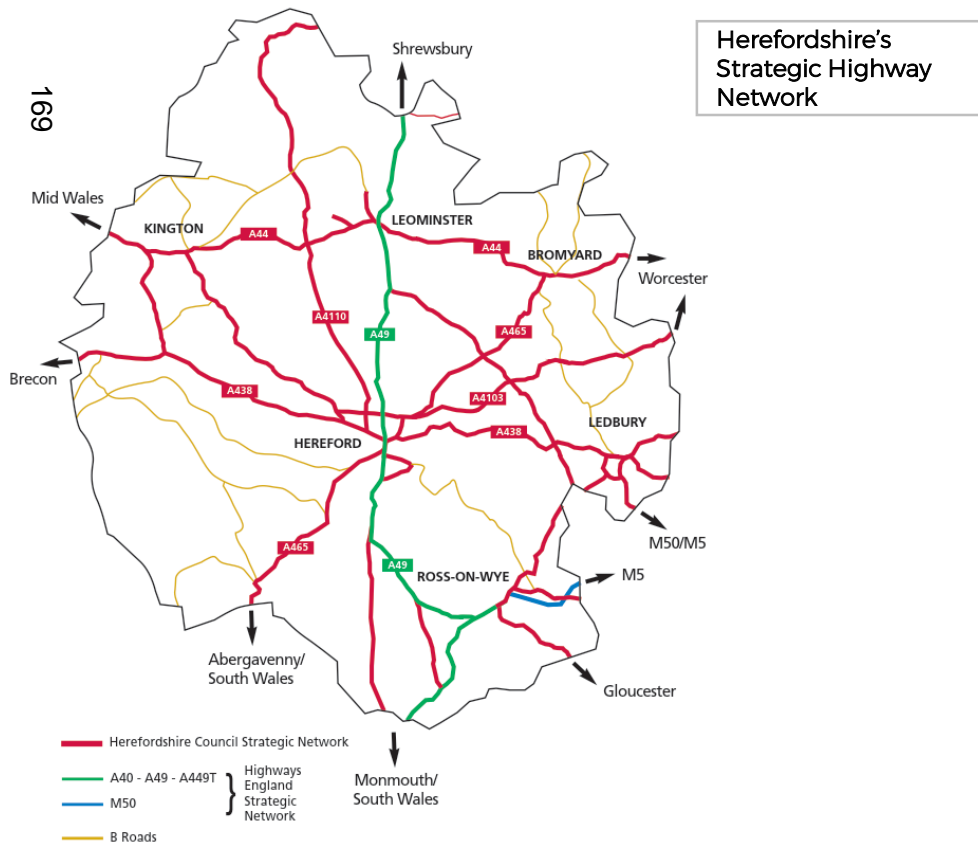 Herefordshire's
Strategic Highway
Network
169
Shrewsbury
Mid Wales
KINGTON
A44
LEOMINSTER
A44
BROMYARD
Worcester
A4110
A49
A465
Brecon
A438
A4103
LEDBURY
HEREFORD
A438
M50/M5
A465
A49
ROSS-ON-WYE
M5
Abergavenny/
South Wales
Gloucester
Monmouth/
South Wales
Herefordshire Council Strategic Network
A40 - A49 - A449T
M50
Highways
England
Strategic
Network
B Roads